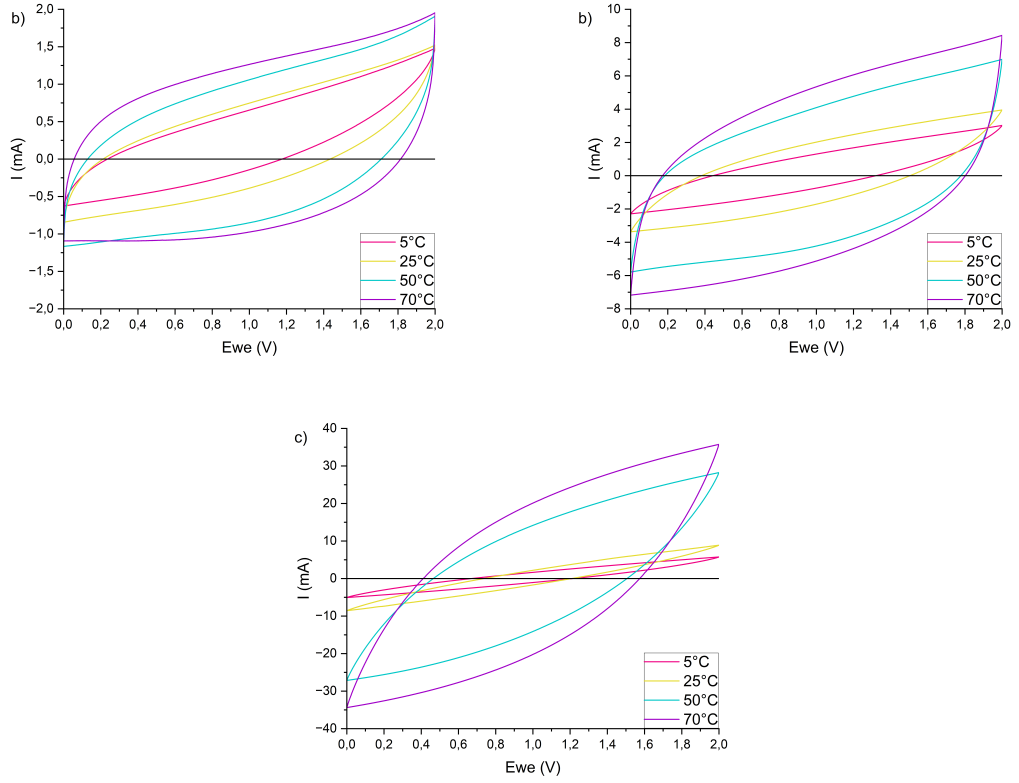 b)
2,0
1,5
1,0
0,5
0,0
−0,5
−1,0
−1,5
−2,0
I (mA)
0,0 0,2 0,4 0,6 0,8 1,0 1,2 1,4 1,6 1,8 2,0
Ewe (V)
5°C
25°C
50°C
70°C
b)
10
8
6
4
2
0
−2
−4
−6
−8
I (mA)
0,0 0,2 0,4 0,6 0,8 1,0 1,2 1,4 1,6 1,8 2,0
Ewe (V)
5°C
25°C
50°C
70°C
c)
40
30
20
10
0
−10
−20
−30
−40
I (mA)
0,0 0,2 0,4 0,6 0,8 1,0 1,2 1,4 1,6 1,8 2,0
Ewe (V)
5°C
25°C
50°C
70°C